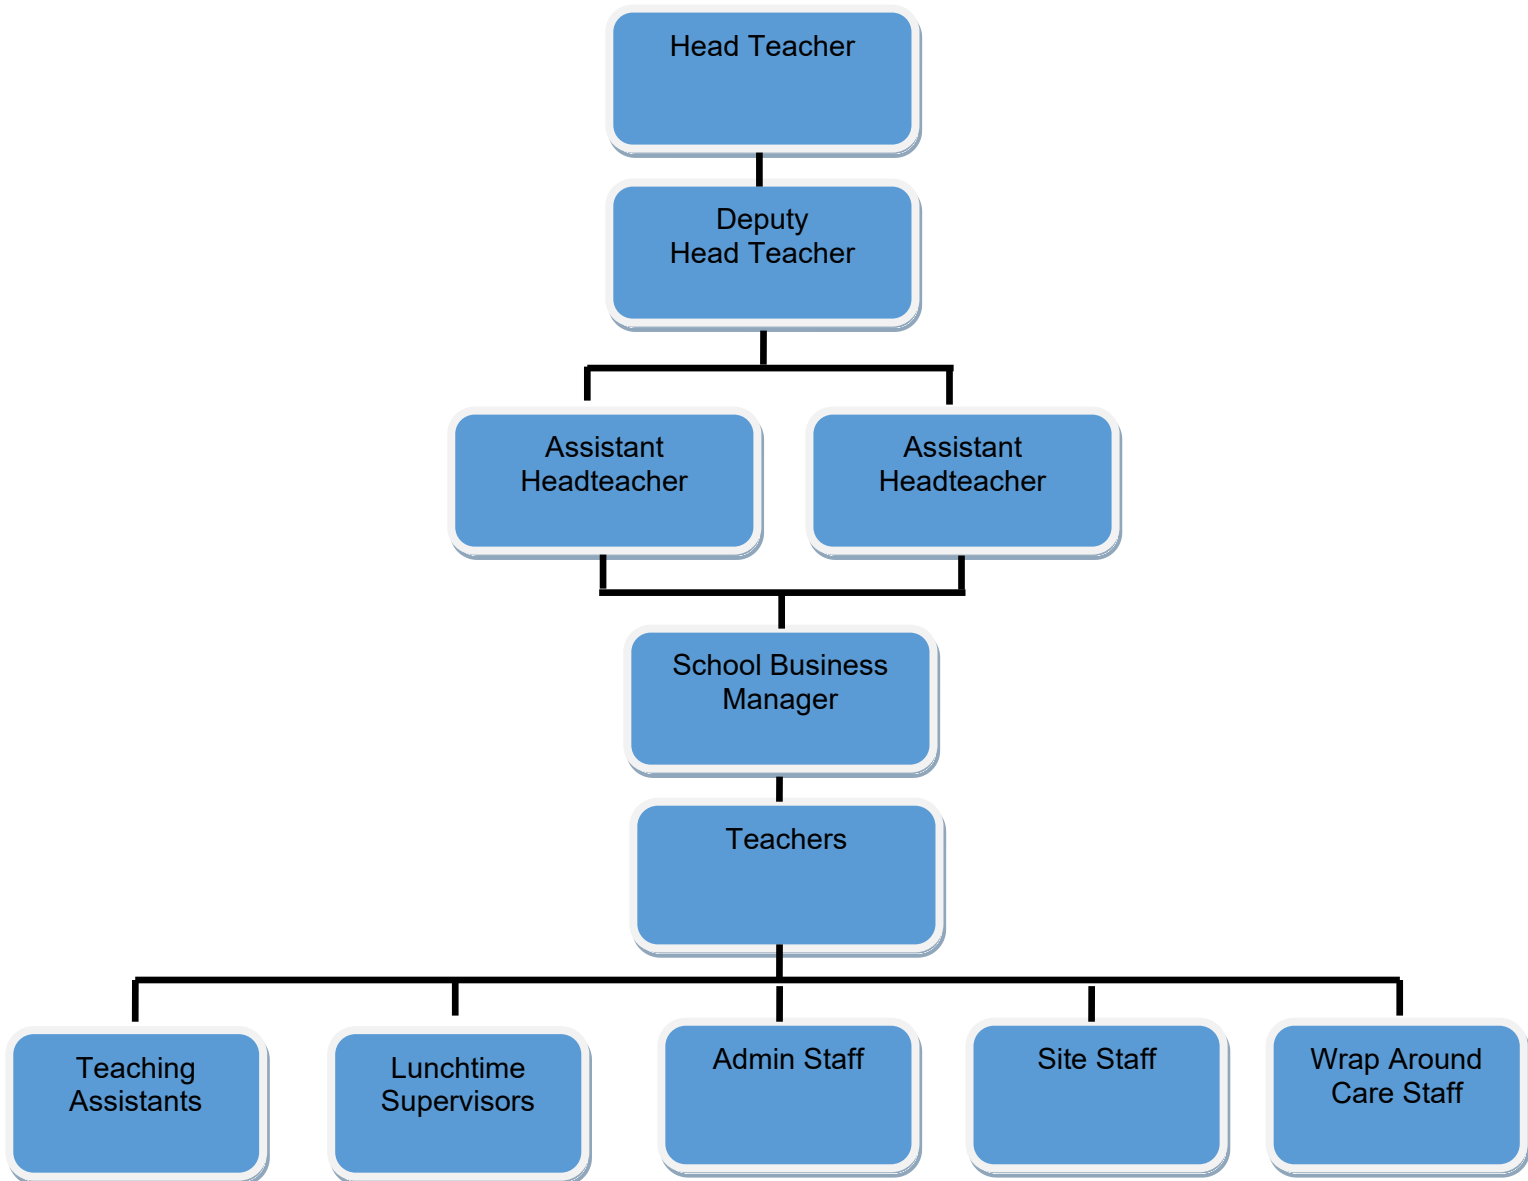 Head Teacher
Deputy
Head Teacher
Assistant
Headteacher
Assistant
Headteacher
School Business
Manager
Teachers
Teaching
Assistants
Lunchtime
Supervisors
Admin Staff
Site Staff
Wrap Around
Care Staff